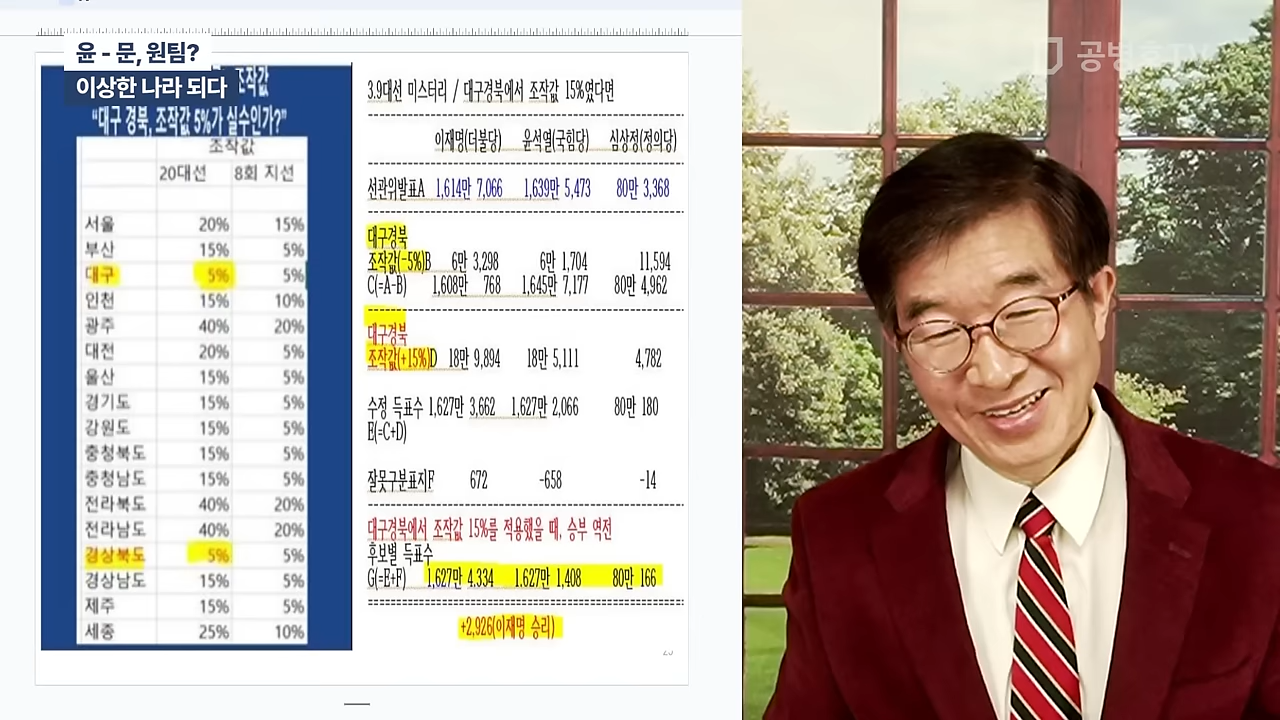 윤 - 문, 원팀?
이상한 나라 되다
조작값
“대구 경북, 조작값 5%가 실수인가?”
조작값
20대선 8회 지선
서울 20% 15%
부산 15% 5%
대구 5% 5%
인천 15% 10%
광주 40% 20%
대전 20% 5%
울산 15% 5%
경기도 15% 5%
강원도 15% 5%
충청북도 15% 5%
충청남도 15% 5%
전라북도 40% 20%
전라남도 40% 20%
경상북도 5% 5%
경상남도 15% 5%
제주 15% 5%
세종 25% 10%
3.9대선 미스터리 / 대구경북에서 조작값 15%였다면
이재명(더불당) 윤석열(국힘당) 심상정(정의당)
선관위발표A 1,614만 7,066 1,639만 5,473 80만 3,368
대구경북
조작값(-5%)B 6만 3,298 6만 1,704 11,594
C(=A-B) 1,608만 768 1,645만 7,177 80만 4,962
대구경북
조작값(+15%)D 18만 9,894 18만 5,111 4,782
수정 득표수 1,627만 3,662 1,627만 2,066 80만 180
E(=C+D)
잘못구분표지F 672 -658 -14
대구경북에서 조작값 15%를 적용했을 때, 승부 역전
후보별 득표수
G(=E+F) 1,627만 4.334 1.627만 1,408 80만 166
+2,926(이재명 승리)
공병호TV